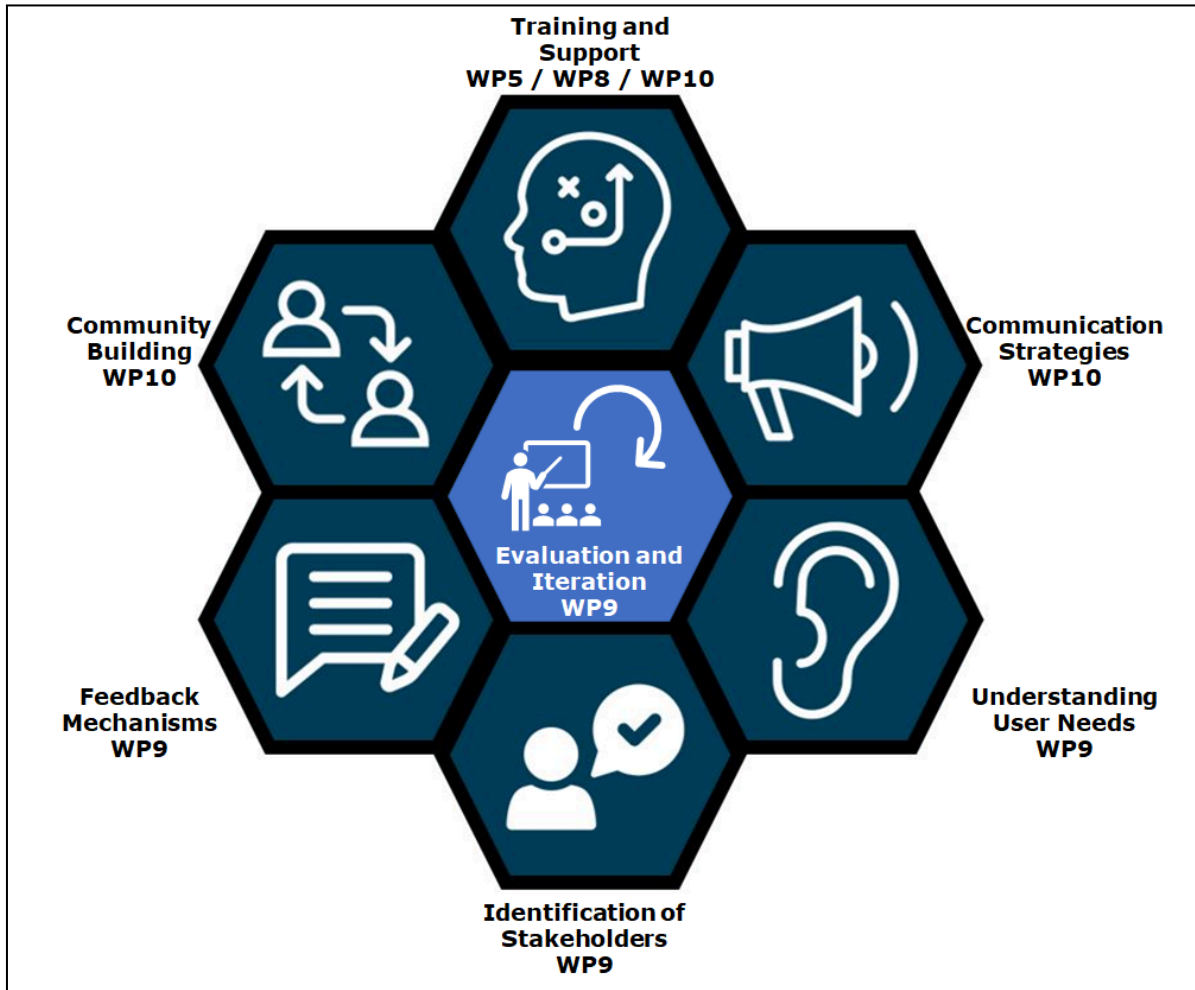 Training and
Support
WP5 / WP8 / WP10
Community
Building
WP10
Communication
Strategies
WP10
Evaluation and
Iteration
WP9
Feedback
Mechanisms
WP9
Understanding
User Needs
WP9
Identification of
Stakeholders
WP9